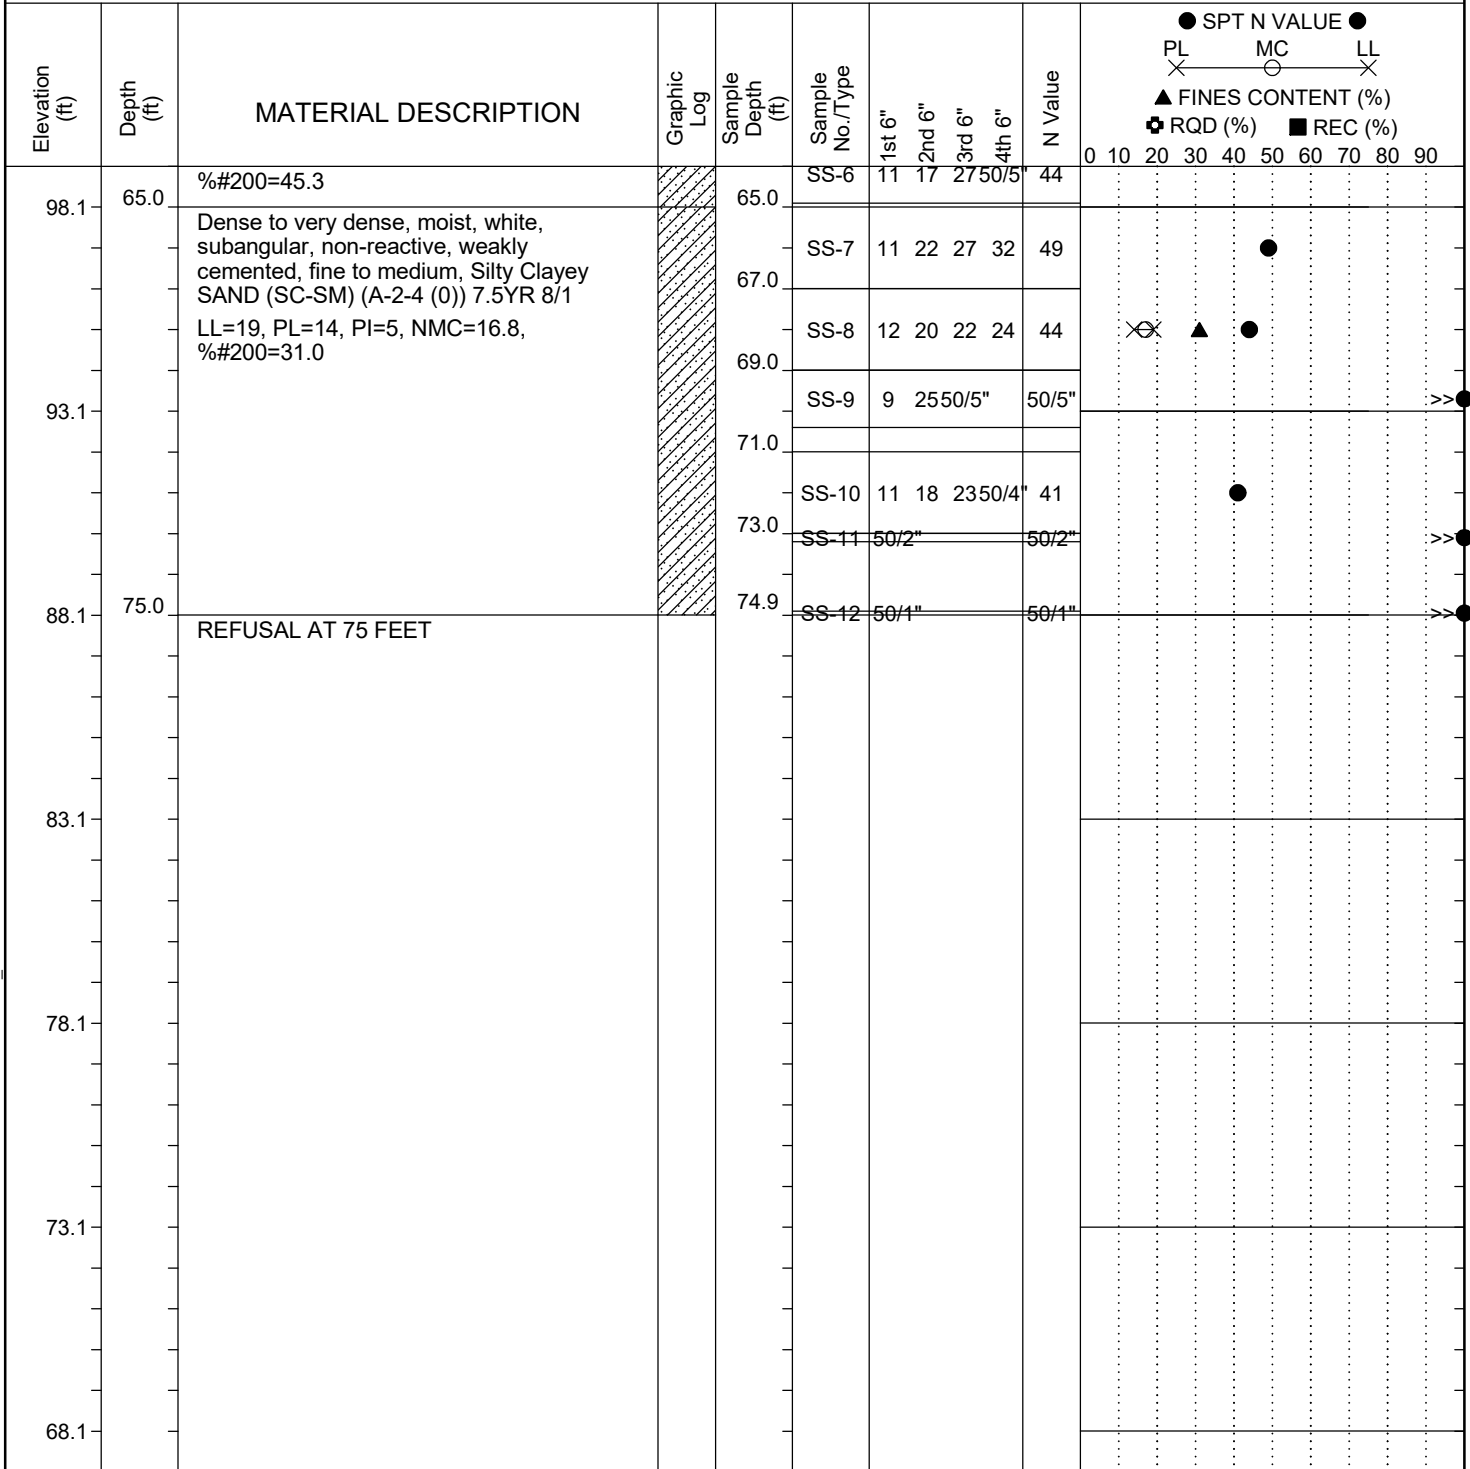 Elevation (ft)
Depth (ft)
MATERIAL DESCRIPTION
Graphic Log
Sample Depth (ft)
Sample No./Type
1st 6"
2nd 6"
3rd 6"
4th 6"
N Value
SPT N VALUE
PL MC LL
FINES CONTENT (%)
RQD (%) REC (%)
0 10 20 30 40 50 60 70 80 90
%#200=45.3
SS-6 11 17 27 50/5" 44
98.1 65.0 65.0
Dense to very dense, moist, white,
subangular, non-reactive, weakly
cemented, fine to medium, Silty Clayey
SAND (SC-SM) (A-2-4 (0)) 7.5YR 8/1
SS-7 11 22 27 32 49
67.0
LL=19, PL=14, PI=5, NMC=16.8,
%#200=31.0
SS-8 12 20 22 24 44
69.0
SS-9 9 25 50/5" 50/5" >>
93.1
71.0
SS-10 11 18 23 50/4" 41
73.0
SS-11 50/2" 50/2" >>
88.1 75.0 74.9
SS-12 50/1" 50/1" >>
REFUSAL AT 75 FEET
83.1
78.1
73.1
68.1